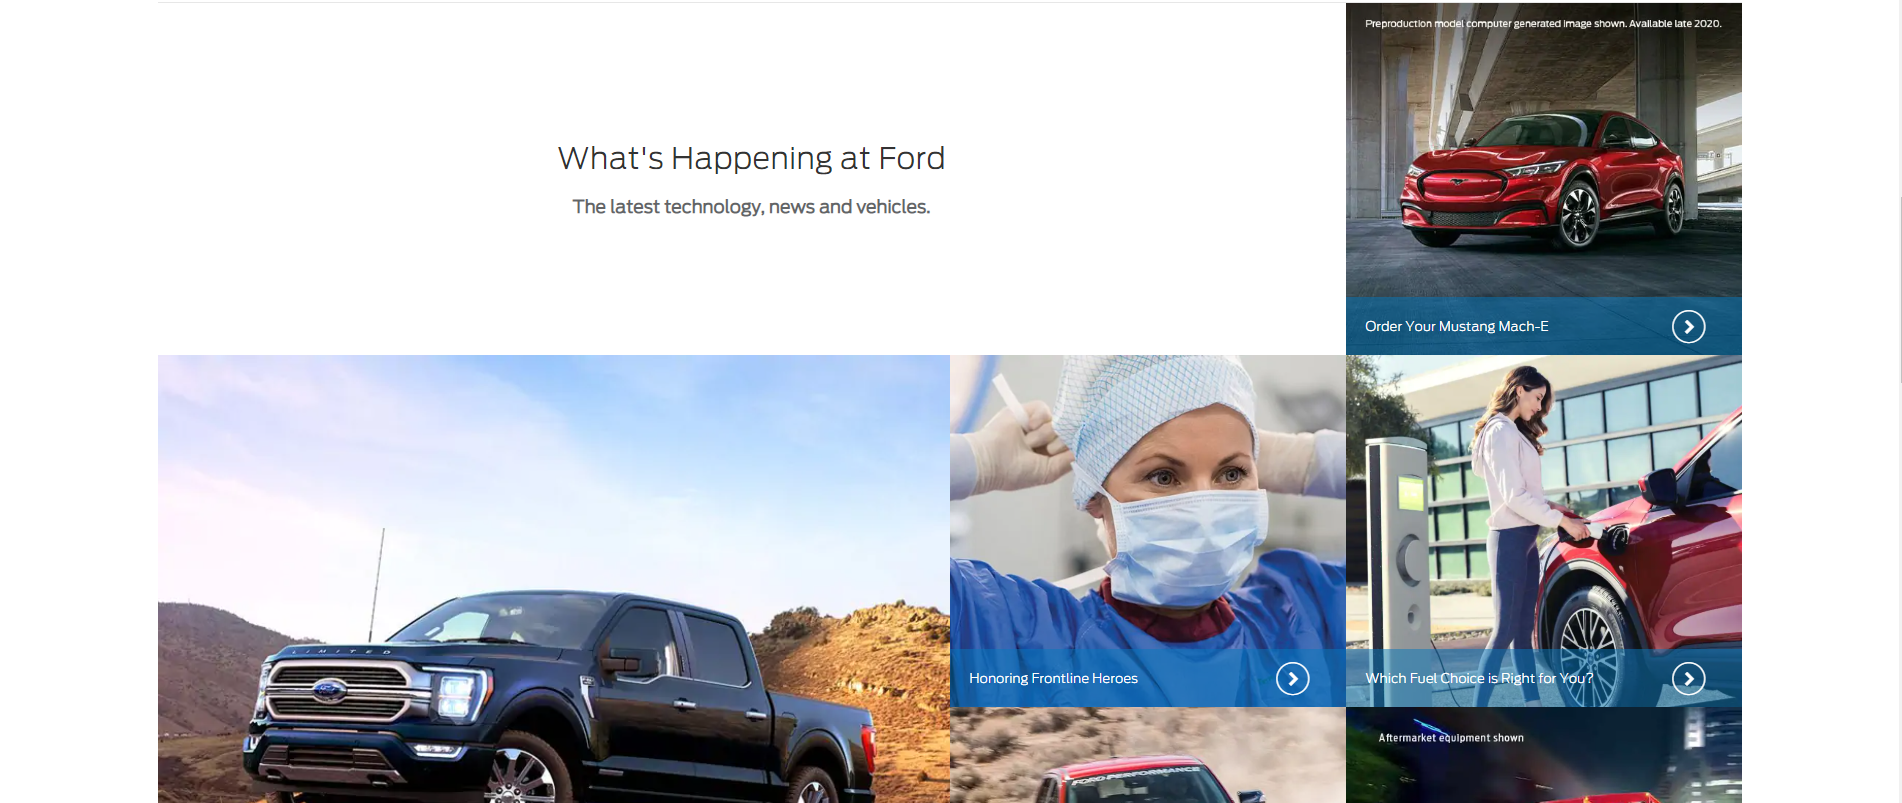 Preproduction model computer generated image shown. Available late 2020.
What's Happening at Ford
The latest technology, news and vehicles.
Order Your Mustang Mach-E
LIMITED
Ford
Honoring Frontline Heroes
Which Fuel Choice is Right for You?
FORD PERFORMANCE
Aftermarket equipment shown